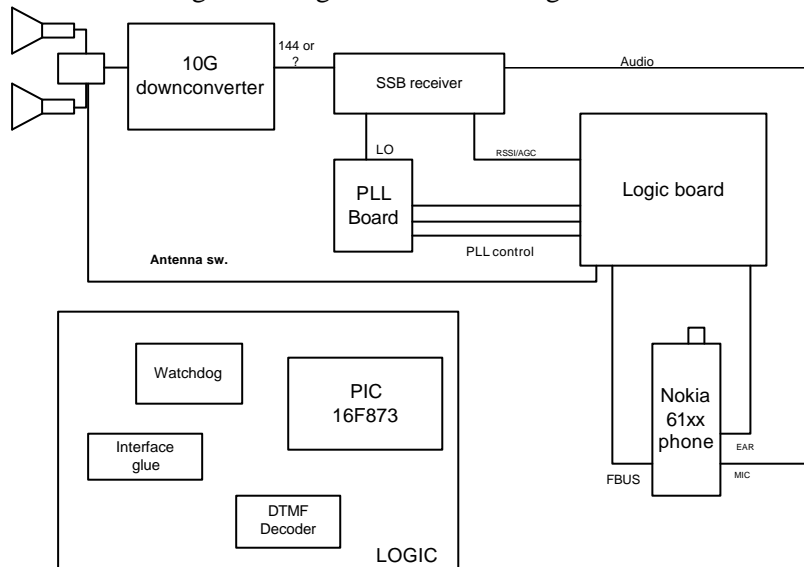 10G
downconverter
144 or
?
SSB receiver
Audio
LO
RSSI/AGC
PLL
Board
Logic board
PLL control
Antenna sw.
Watchdog
PIC
16F873
Interface
glue
DTMF
Decoder
LOGIC
Nokia
61xx
phone
EAR
FBUS
MIC